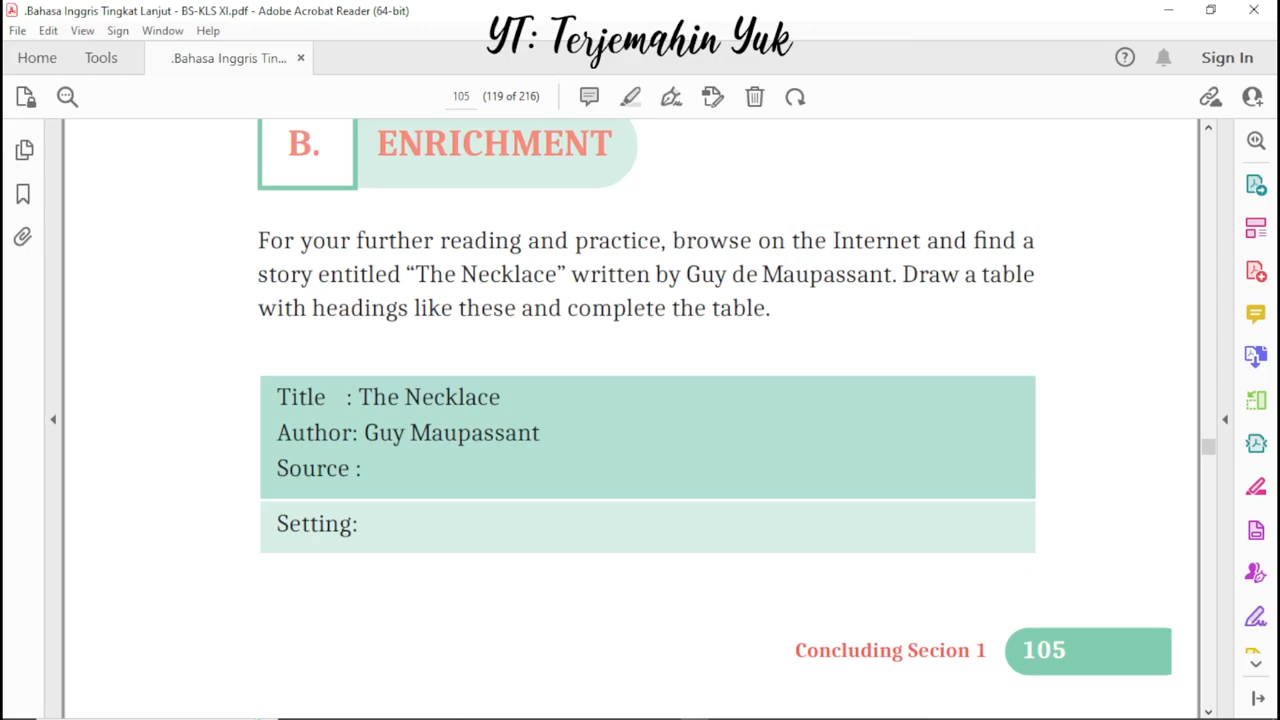 .Bahasa Inggris Tingkat Lanjut - BS-KLS XI.pdf - Adobe Acrobat Reader (64-bit)
File Edit View Sign Window Help
YT: Terjemahin Yuk
Home Tools .Bahasa Inggris Tin... × Sign In
105 (119 of 216)
B. ENRICHMENT
For your further reading and practice, browse on the Internet and find a
story entitled “The Necklace” written by Guy de Maupassant. Draw a table
with headings like these and complete the table.
Title : The Necklace
Author: Guy Maupassant
Source :
Setting:
Concluding Secion 1 105